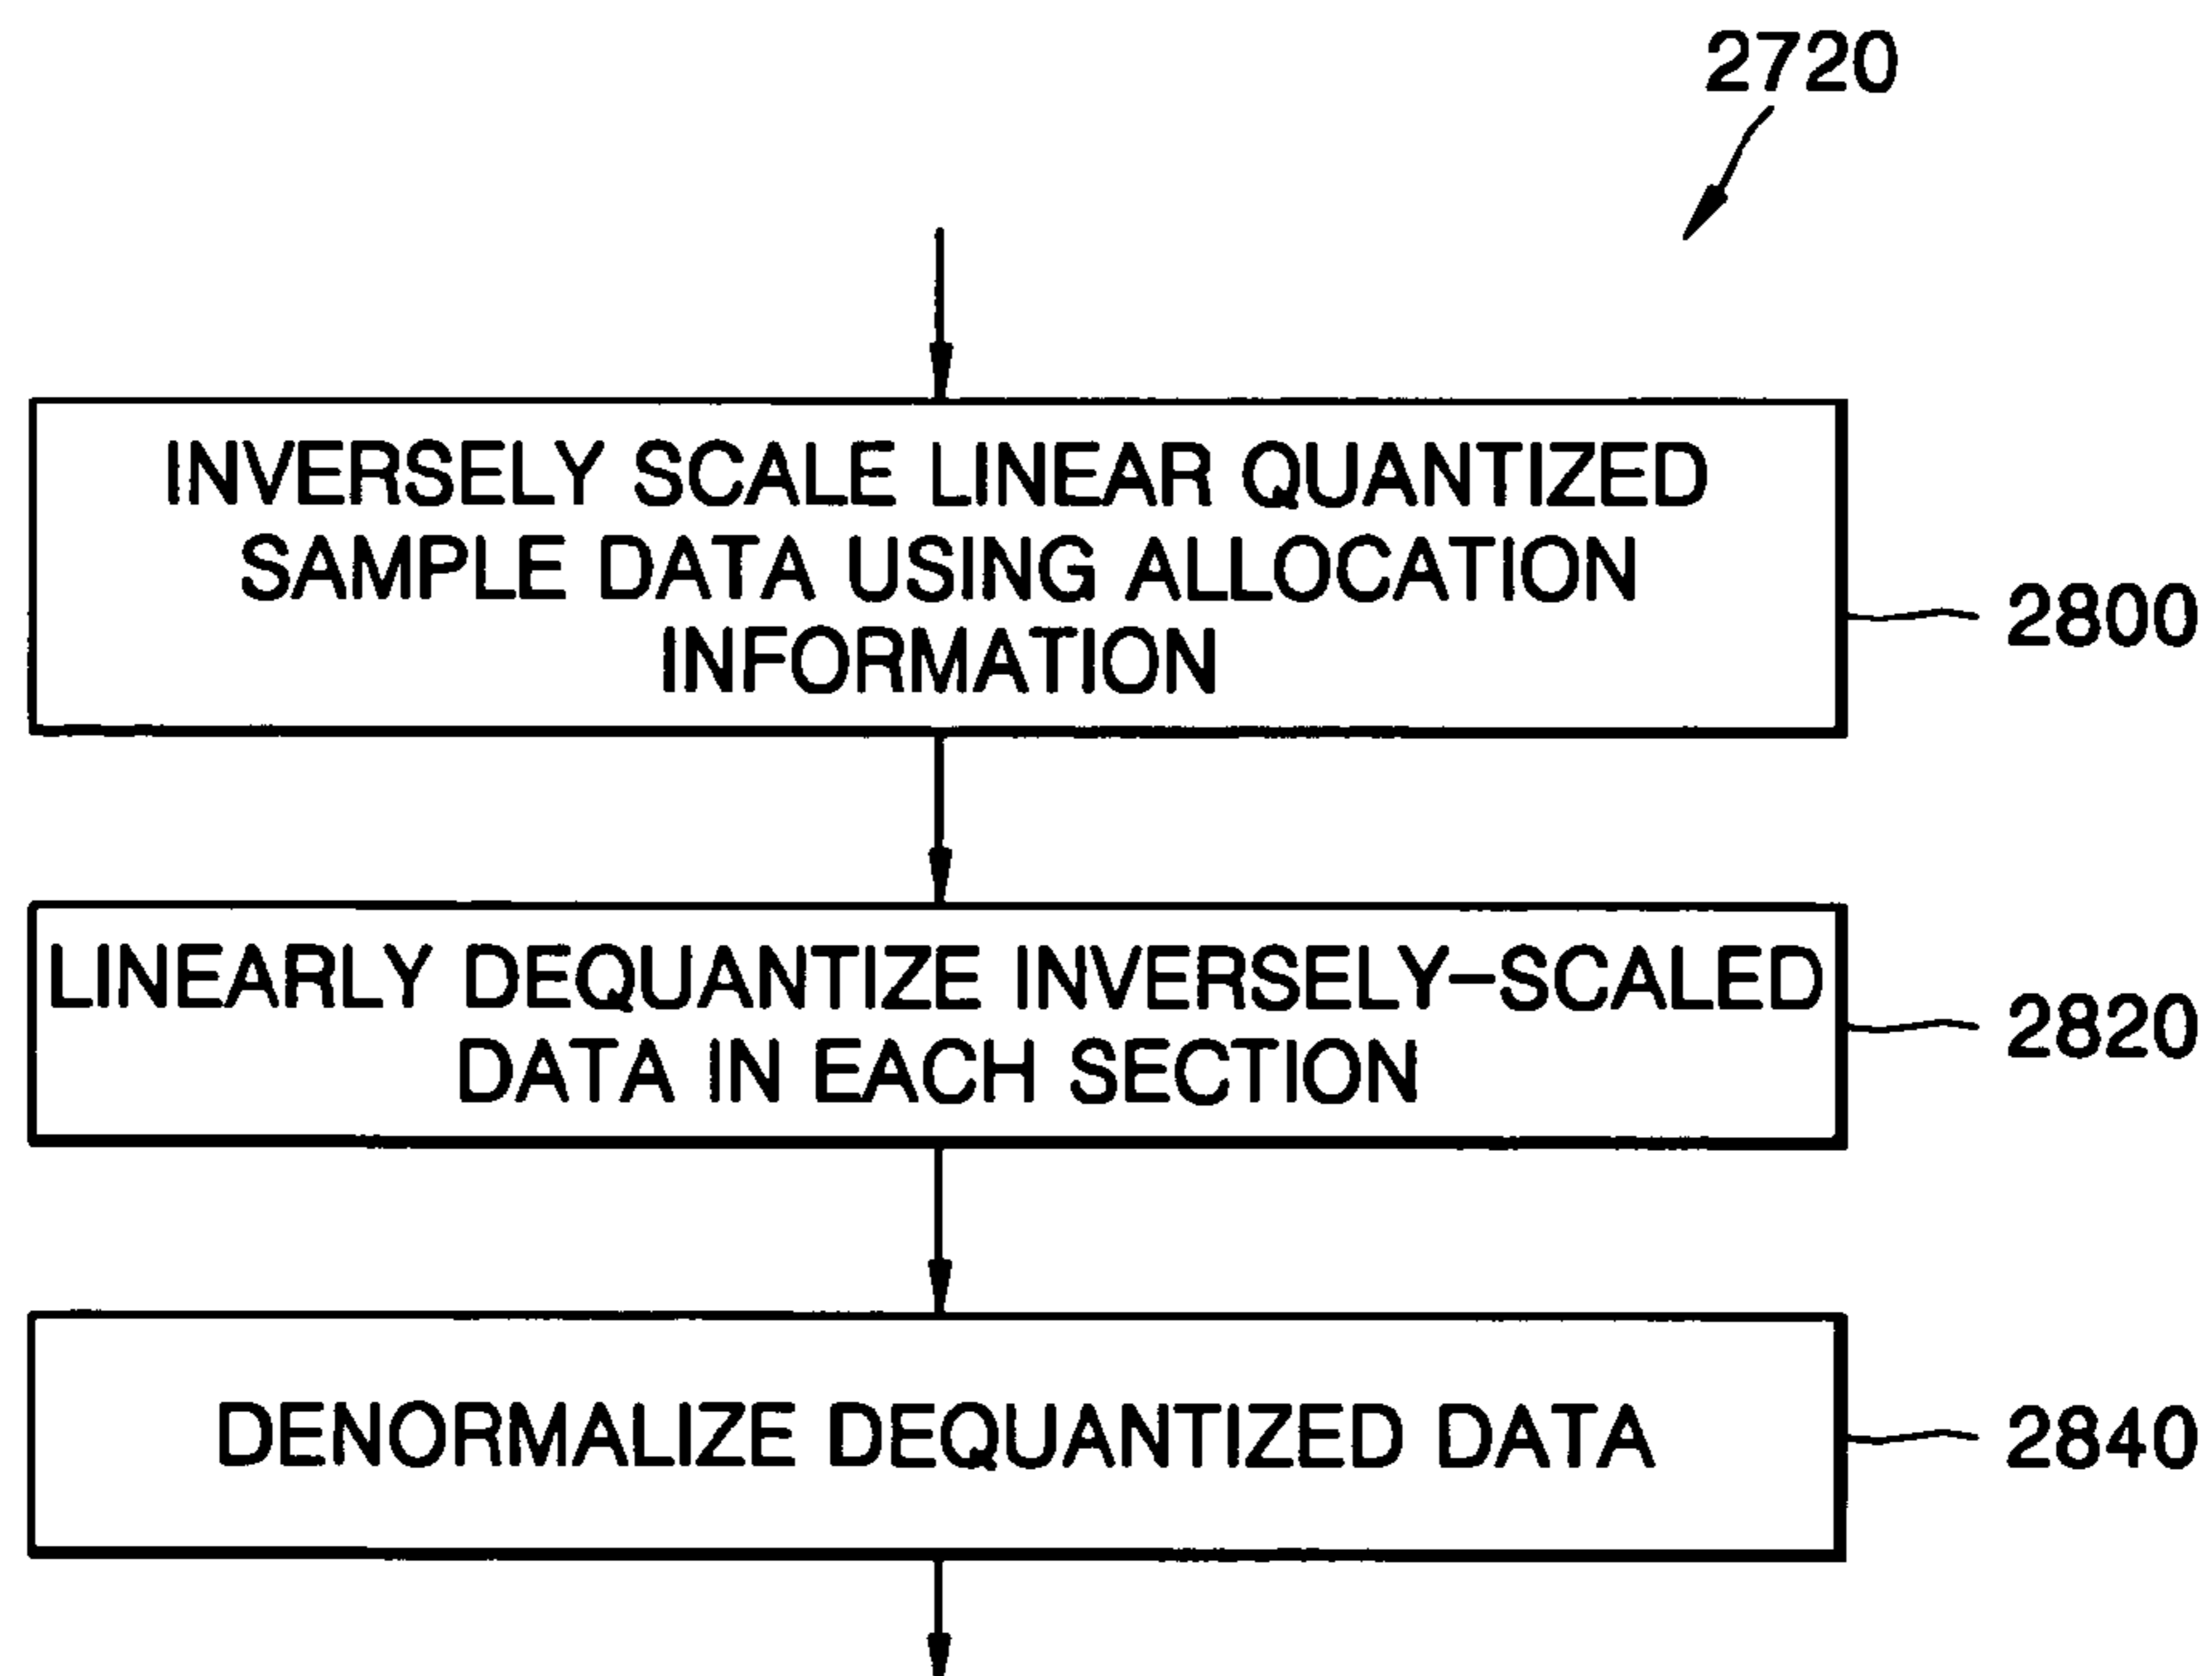 2720
INVERSELY SCALE LINEAR QUANTIZED
SAMPLE DATA USING ALLOCATION
INFORMATION
2800
LINEARLY DEQUANTIZE INVERSELY-SCALED
DATA IN EACH SECTION
2820
DENORMALIZE DEQUANTIZED DATA
2840